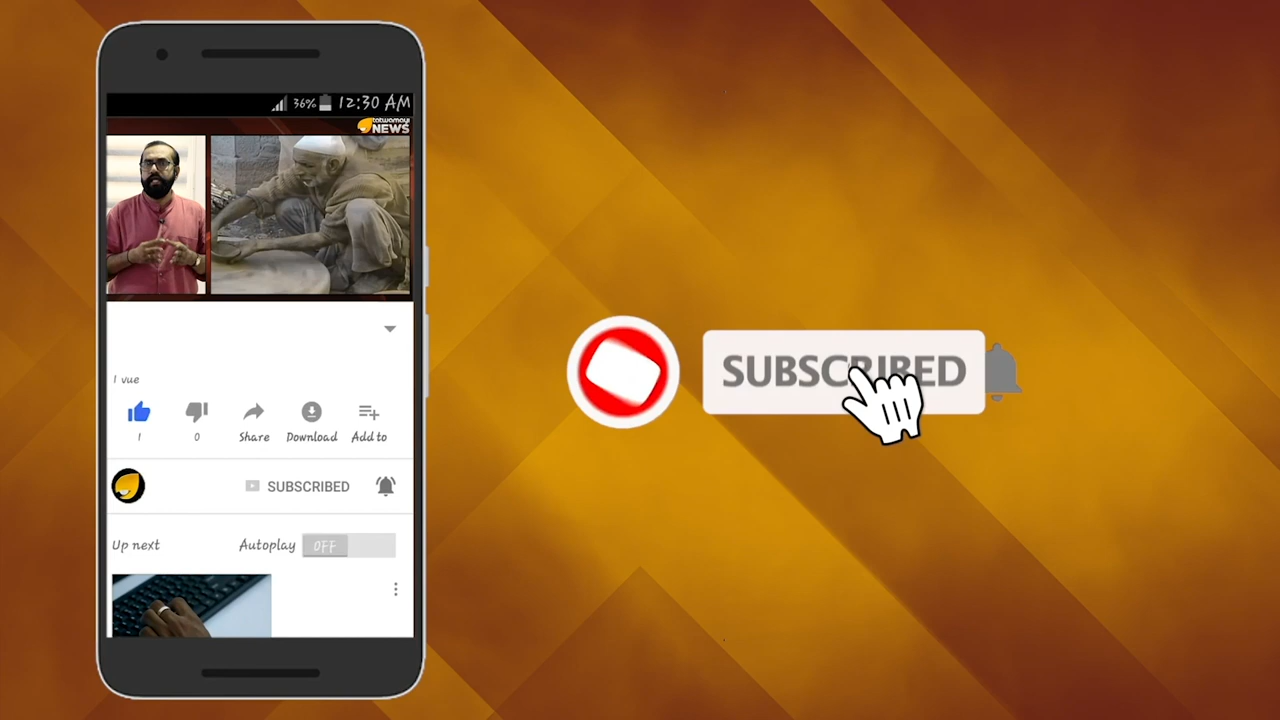 36% 12:30 AM
tatwamayi
NEWS
1 vue
1
0
Share
Download
Add to
SUBSCRIBED
Up next
Autoplay
OFF
SUBSCRIBED